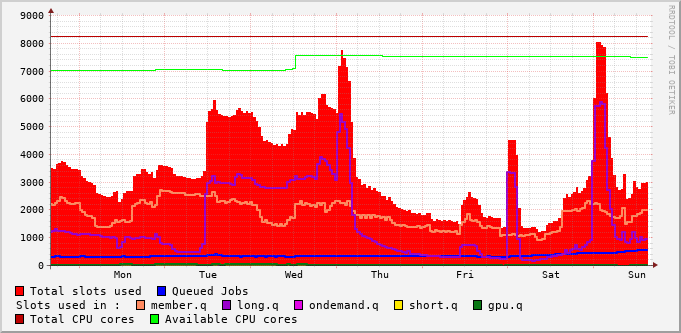 9000
8000
7000
6000
5000
4000
3000
2000
1000
0
Mon Tue Wed Thu Fri Sat Sun
RRDTOOL / TOBI OETIKER
Total slots used Queued Jobs
Slots used in : member.q long.q ondemand.q short.q gpu.q
Total CPU cores Available CPU cores